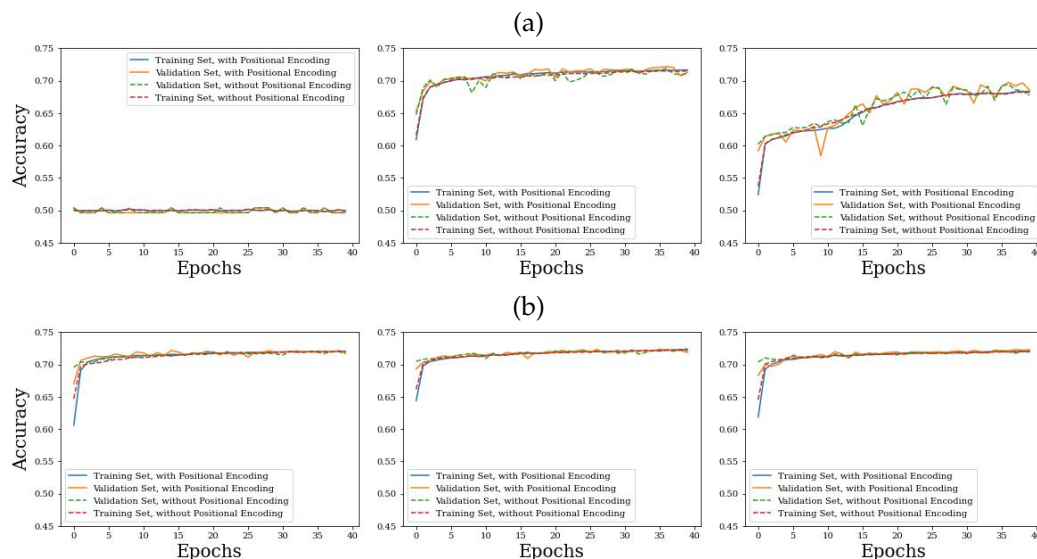 (a)
0.75
0.70
0.65
0.60
0.55
0.50
0.45
Accuracy
Training Set, with Positional Encoding
Validation Set, with Positional Encoding
Validation Set, without Positional Encoding
Training Set, without Positional Encoding
0 5 10 15 20 25 30 35 40
Epochs
0.75
0.70
0.65
0.60
0.55
0.50
0.45
Training Set, with Positional Encoding
Validation Set, with Positional Encoding
Validation Set, without Positional Encoding
Training Set, without Positional Encoding
0 5 10 15 20 25 30 35 40
Epochs
0.75
0.70
0.65
0.60
0.55
0.50
0.45
Training Set, with Positional Encoding
Validation Set, with Positional Encoding
Validation Set, without Positional Encoding
Training Set, without Positional Encoding
0 5 10 15 20 25 30 35 40
Epochs
(b)
0.75
0.70
0.65
0.60
0.55
0.50
0.45
Accuracy
Training Set, with Positional Encoding
Validation Set, with Positional Encoding
Validation Set, without Positional Encoding
Training Set, without Positional Encoding
0 5 10 15 20 25 30 35 40
Epochs
0.75
0.70
0.65
0.60
0.55
0.50
0.45
Training Set, with Positional Encoding
Validation Set, with Positional Encoding
Validation Set, without Positional Encoding
Training Set, without Positional Encoding
0 5 10 15 20 25 30 35 40
Epochs
0.75
0.70
0.65
0.60
0.55
0.50
0.45
Training Set, with Positional Encoding
Validation Set, with Positional Encoding
Validation Set, without Positional Encoding
Training Set, without Positional Encoding
0 5 10 15 20 25 30 35 40
Epochs